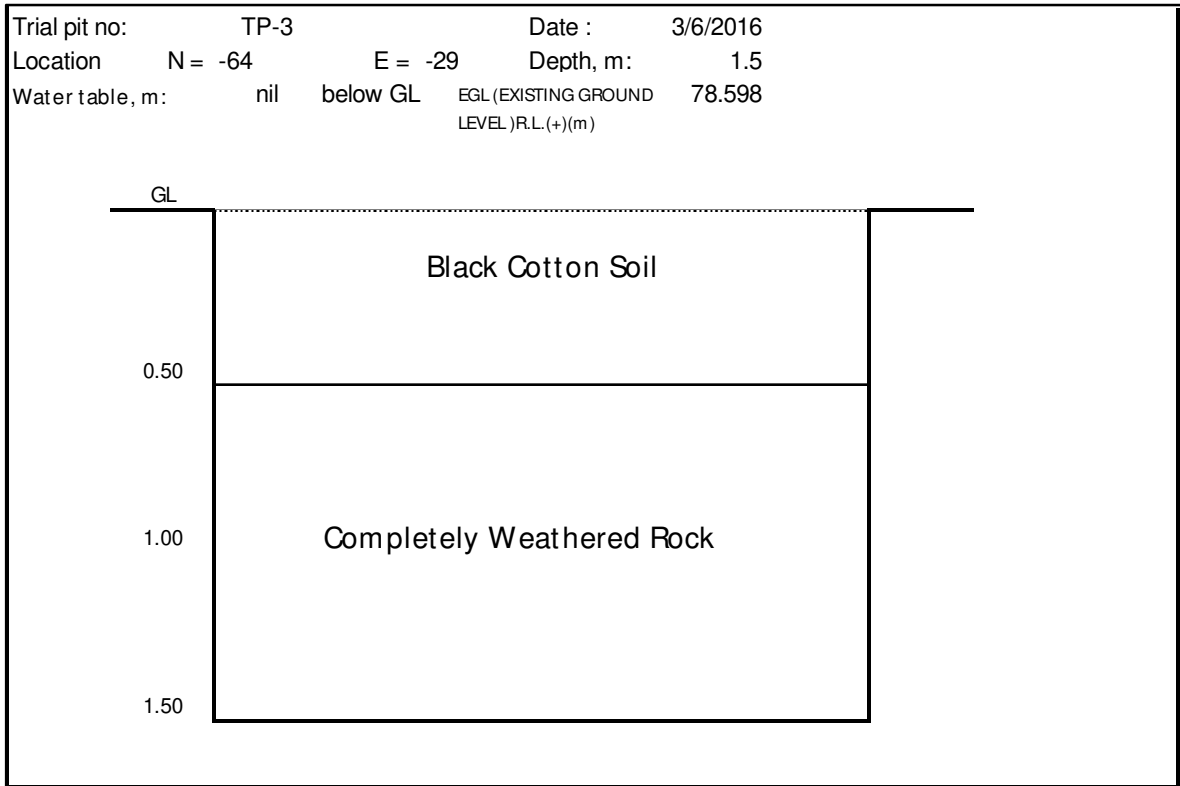 Trial pit no: TP-3 Date : 3/6/2016
Location N = -64 E = -29 Depth, m: 1.5
Water table, m: nil below GL EGL (EXISTING GROUND LEVEL )R.L.(+)(m) 78.598
GL
Black Cotton Soil
0.50
1.00 Completely Weathered Rock
1.50